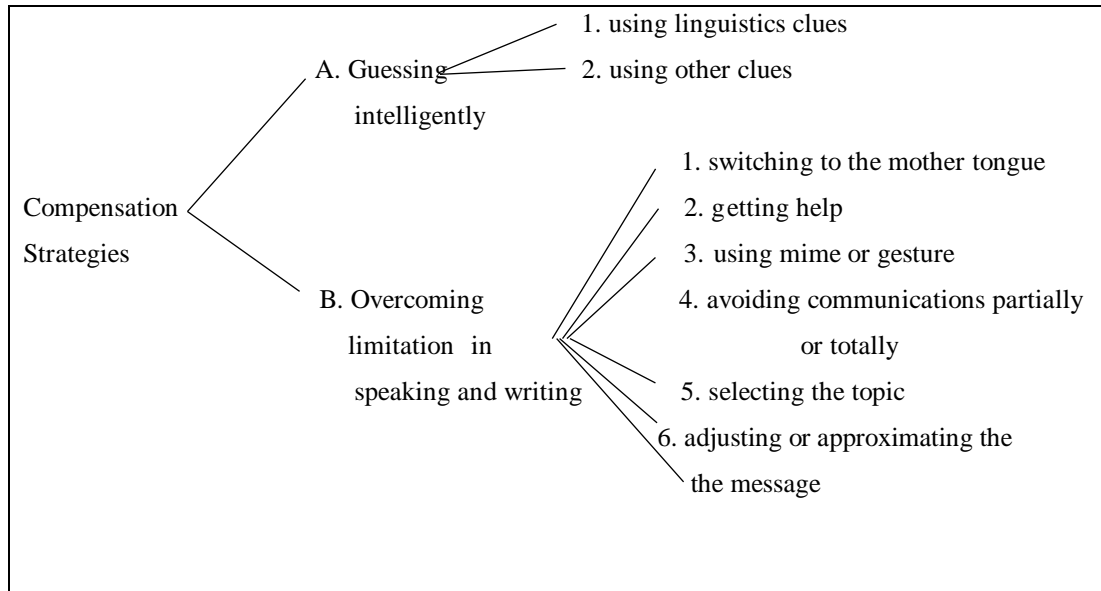 1. using linguistics clues
A. Guessing
2. using other clues
intelligently
1. switching to the mother tongue
Compensation
2. getting help
Strategies
3. using mime or gesture
B. Overcoming
4. avoiding communications partially
limitation in
or totally
speaking and writing
5. selecting the topic
6. adjusting or approximating the
the message